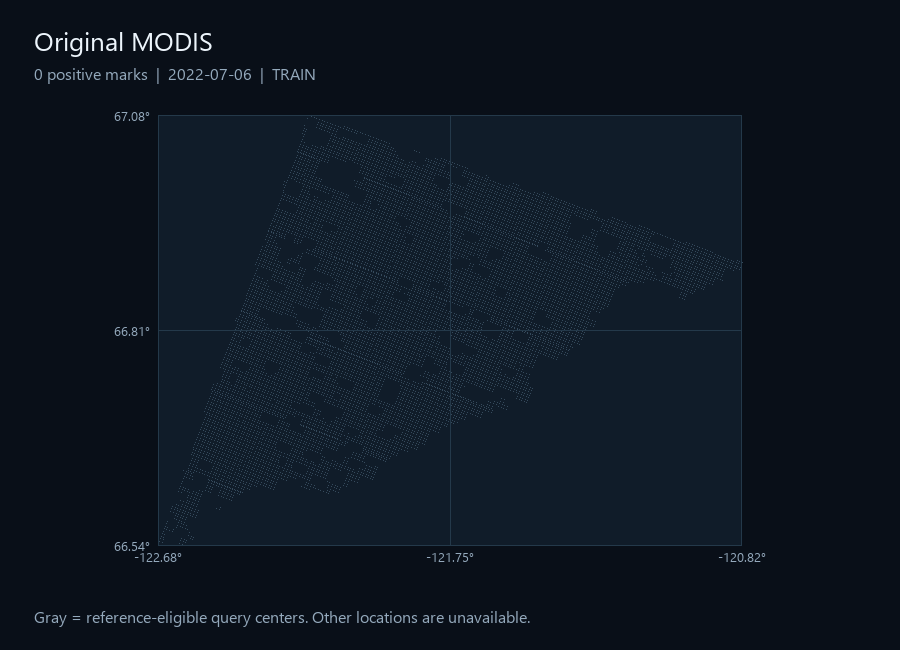 Original MODIS
0 positive marks | 2022-07-06 | TRAIN
67.08°
66.81°
66.54°
-122.68°
-121.75°
-120.82°
Gray = reference-eligible query centers. Other locations are unavailable.